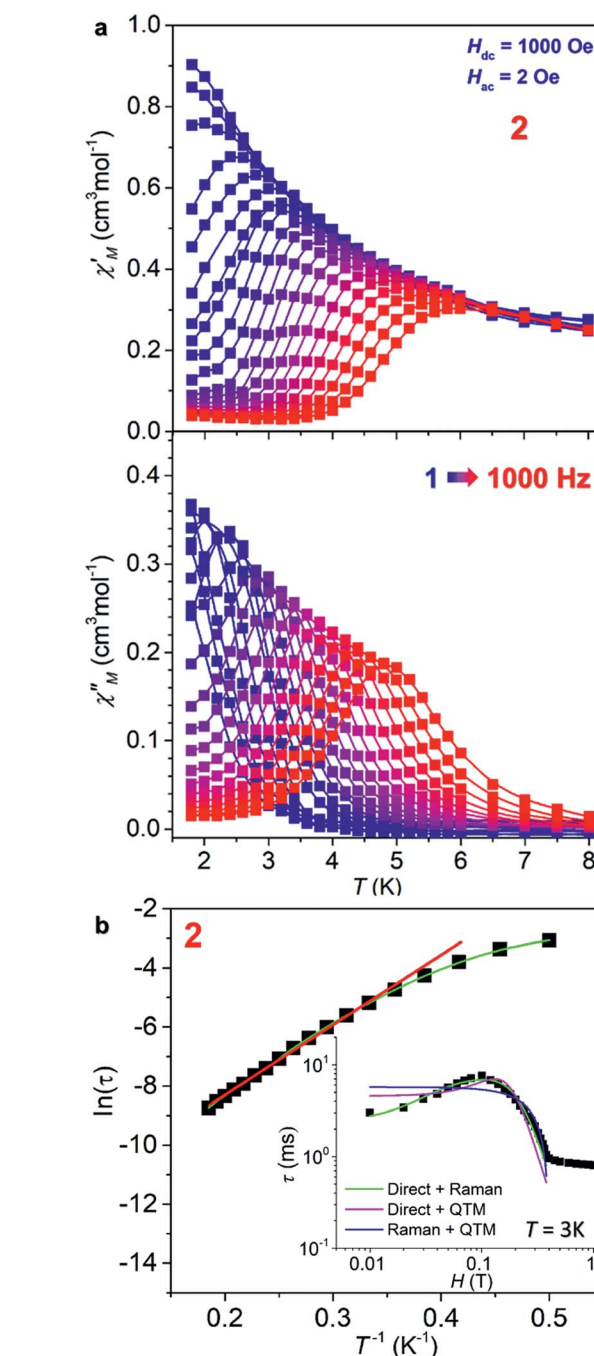 a
1.0
H_dc = 1000 Oe
H_ac = 2 Oe
2
0.8
0.6
0.4
0.2
0.0
χ'_M (cm³mol⁻¹)
0.4
1 ➡ 1000 Hz
0.3
0.2
0.1
0.0
χ''_M (cm³mol⁻¹)
2 3 4 5 6 7 8
T (K)
b
2
-2
-4
-6
-8
-10
-12
-14
ln(τ)
10¹
10⁰
10⁻¹
τ (ms)
Direct + Raman
Direct + QTM
Raman + QTM
T = 3K
0.01 0.1 1
H (T)
0.2 0.3 0.4 0.5
T⁻¹ (K⁻¹)